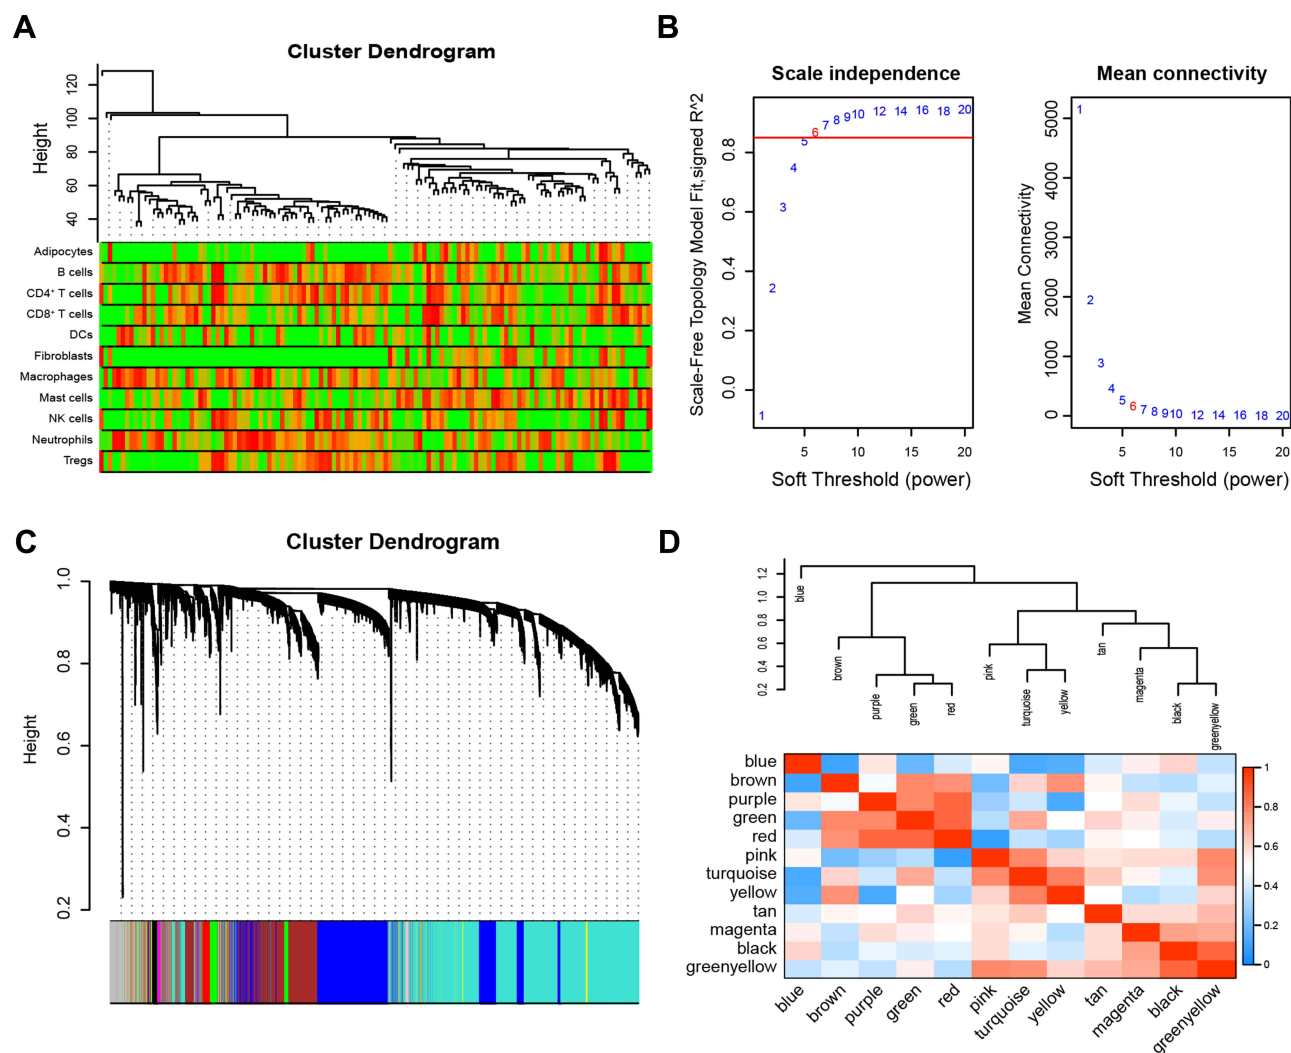 A
Cluster Dendrogram
Height
120
100
80
60
40
Adipocytes
B cells
CD4⁺ T cells
CD8⁺ T cells
DCs
Fibroblasts
Macrophages
Mast cells
NK cells
Neutrophils
Tregs
B
Scale independence
Scale-Free Topology Model Fit,signed R^2
0.8
0.6
0.4
0.2
0.0
1 2 3 4 5 6 7 8 9 10 12 14 16 18 20
5 10 15 20
Soft Threshold (power)
Mean connectivity
Mean Connectivity
5000
4000
3000
2000
1000
0
1 2 3 4 5 6 7 8 9 10 12 14 16 18 20
5 10 15 20
Soft Threshold (power)
C
Cluster Dendrogram
Height
1.0
0.8
0.6
0.4
0.2
D
1.2
1.0
0.8
0.6
0.4
0.2
blue
brown
purple
green
red
pink
turquoise
yellow
tan
magenta
black
greenyellow
blue
brown
purple
green
red
pink
turquoise
yellow
tan
magenta
black
greenyellow
1
0.8
0.6
0.4
0.2
0
blue brown purple green red pink turquoise yellow tan magenta black greenyellow